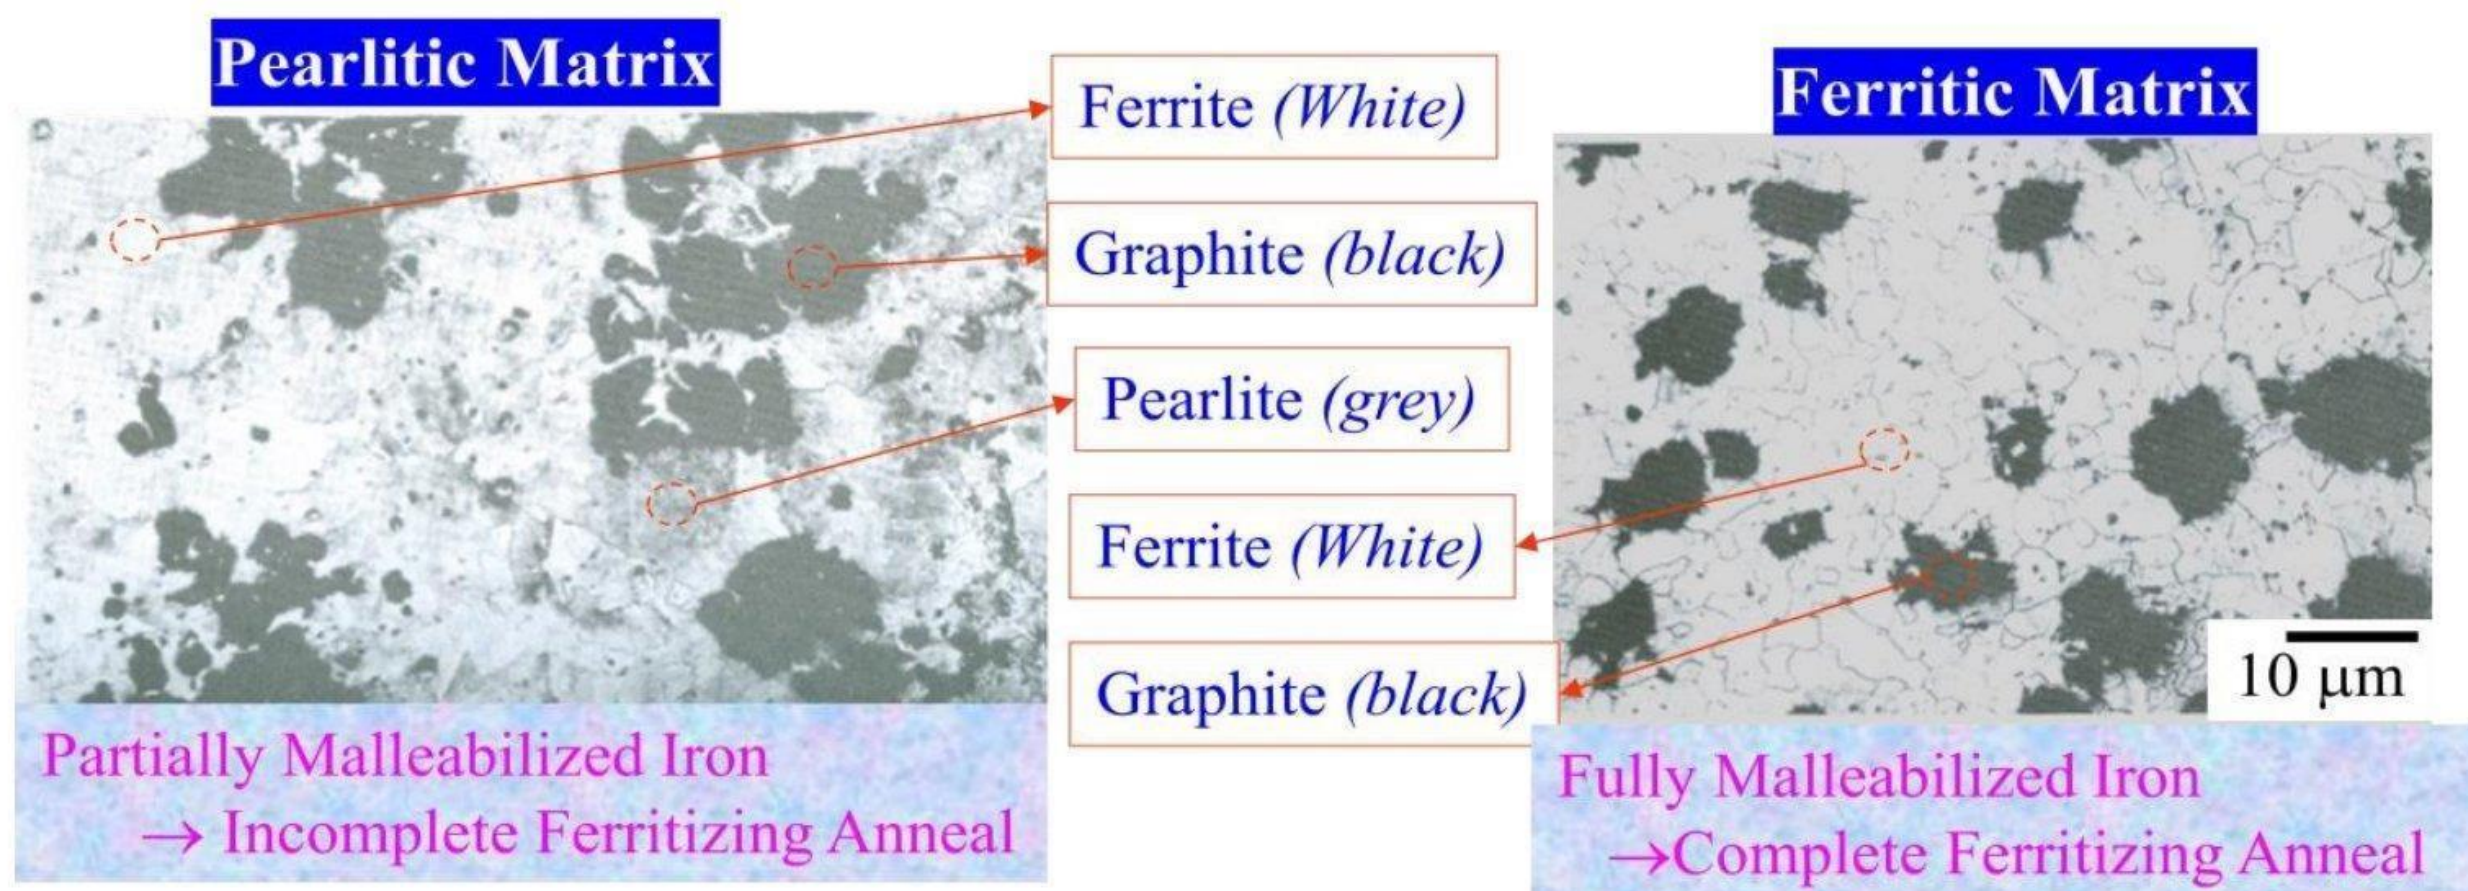 Pearlitic Matrix
Ferrite (White)
Graphite (black)
Pearlite (grey)
Ferrite (White)
Graphite (black)
Ferritic Matrix
10 μm
Partially Malleabilized Iron
→ Incomplete Ferritizing Anneal
Fully Malleabilized Iron
→Complete Ferritizing Anneal